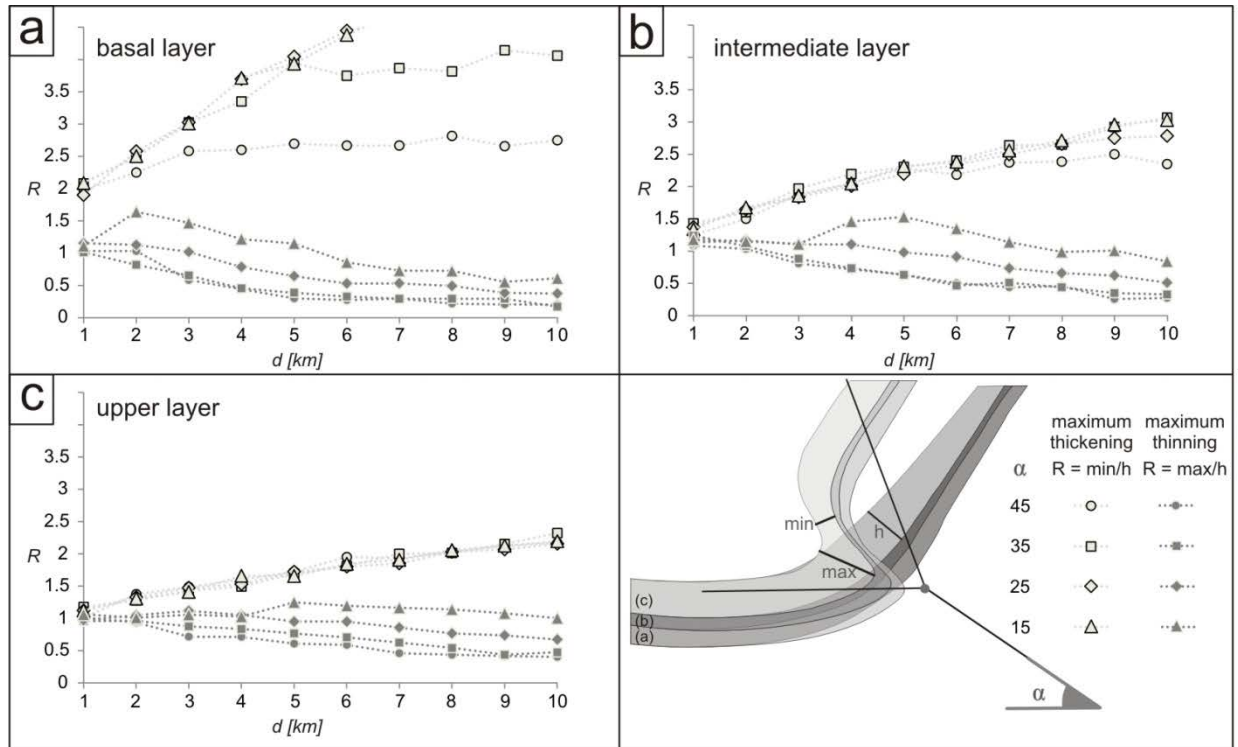 a
basal layer
3.5
3
2.5
R 2
1.5
1
0.5
0
1 2 3 4 5 6 7 8 9 10
d [km]
b
intermediate layer
3.5
3
2.5
R 2
1.5
1
0.5
0
1 2 3 4 5 6 7 8 9 10
d [km]
c
upper layer
3.5
3
2.5
R 2
1.5
1
0.5
0
1 2 3 4 5 6 7 8 9 10
d [km]
min
h
max
(c)
(b)
(a)
α
maximum maximum
thickening thinning
α R = min/h R = max/h
45
35
25
15